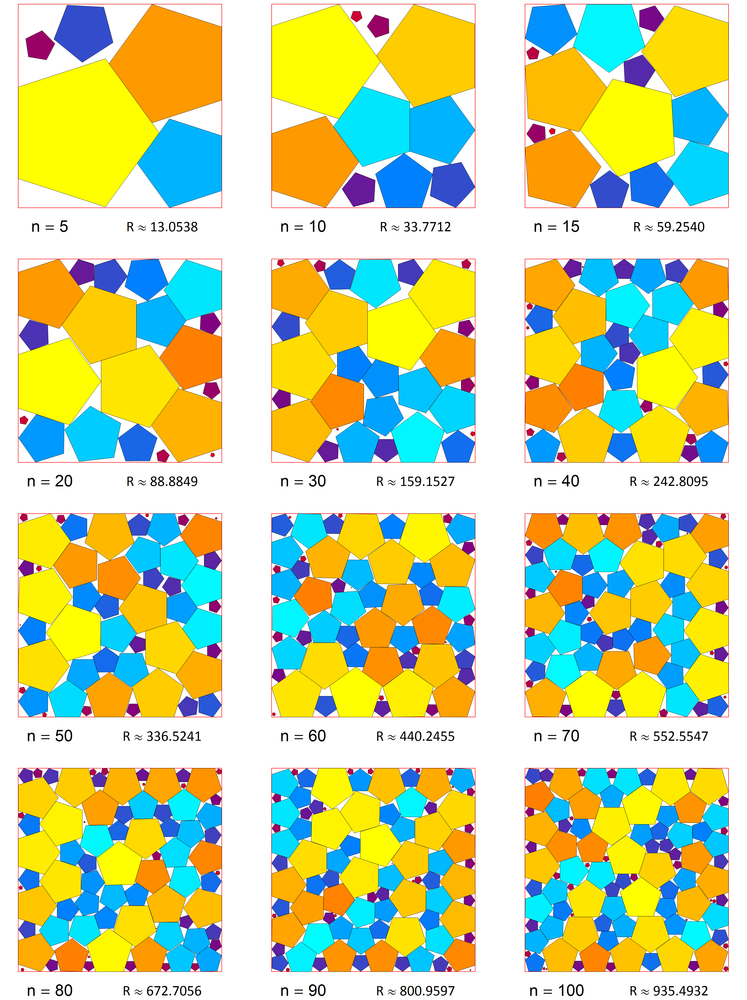 n = 5 R ≈ 13.0538
n = 10 R ≈ 33.7712
n = 15 R ≈ 59.2540
n = 20 R ≈ 88.8849
n = 30 R ≈ 159.1527
n = 40 R ≈ 242.8095
n = 50 R ≈ 336.5241
n = 60 R ≈ 440.2455
n = 70 R ≈ 552.5547
n = 80 R ≈ 672.7056
n = 90 R ≈ 800.9597
n = 100 R ≈ 935.4932